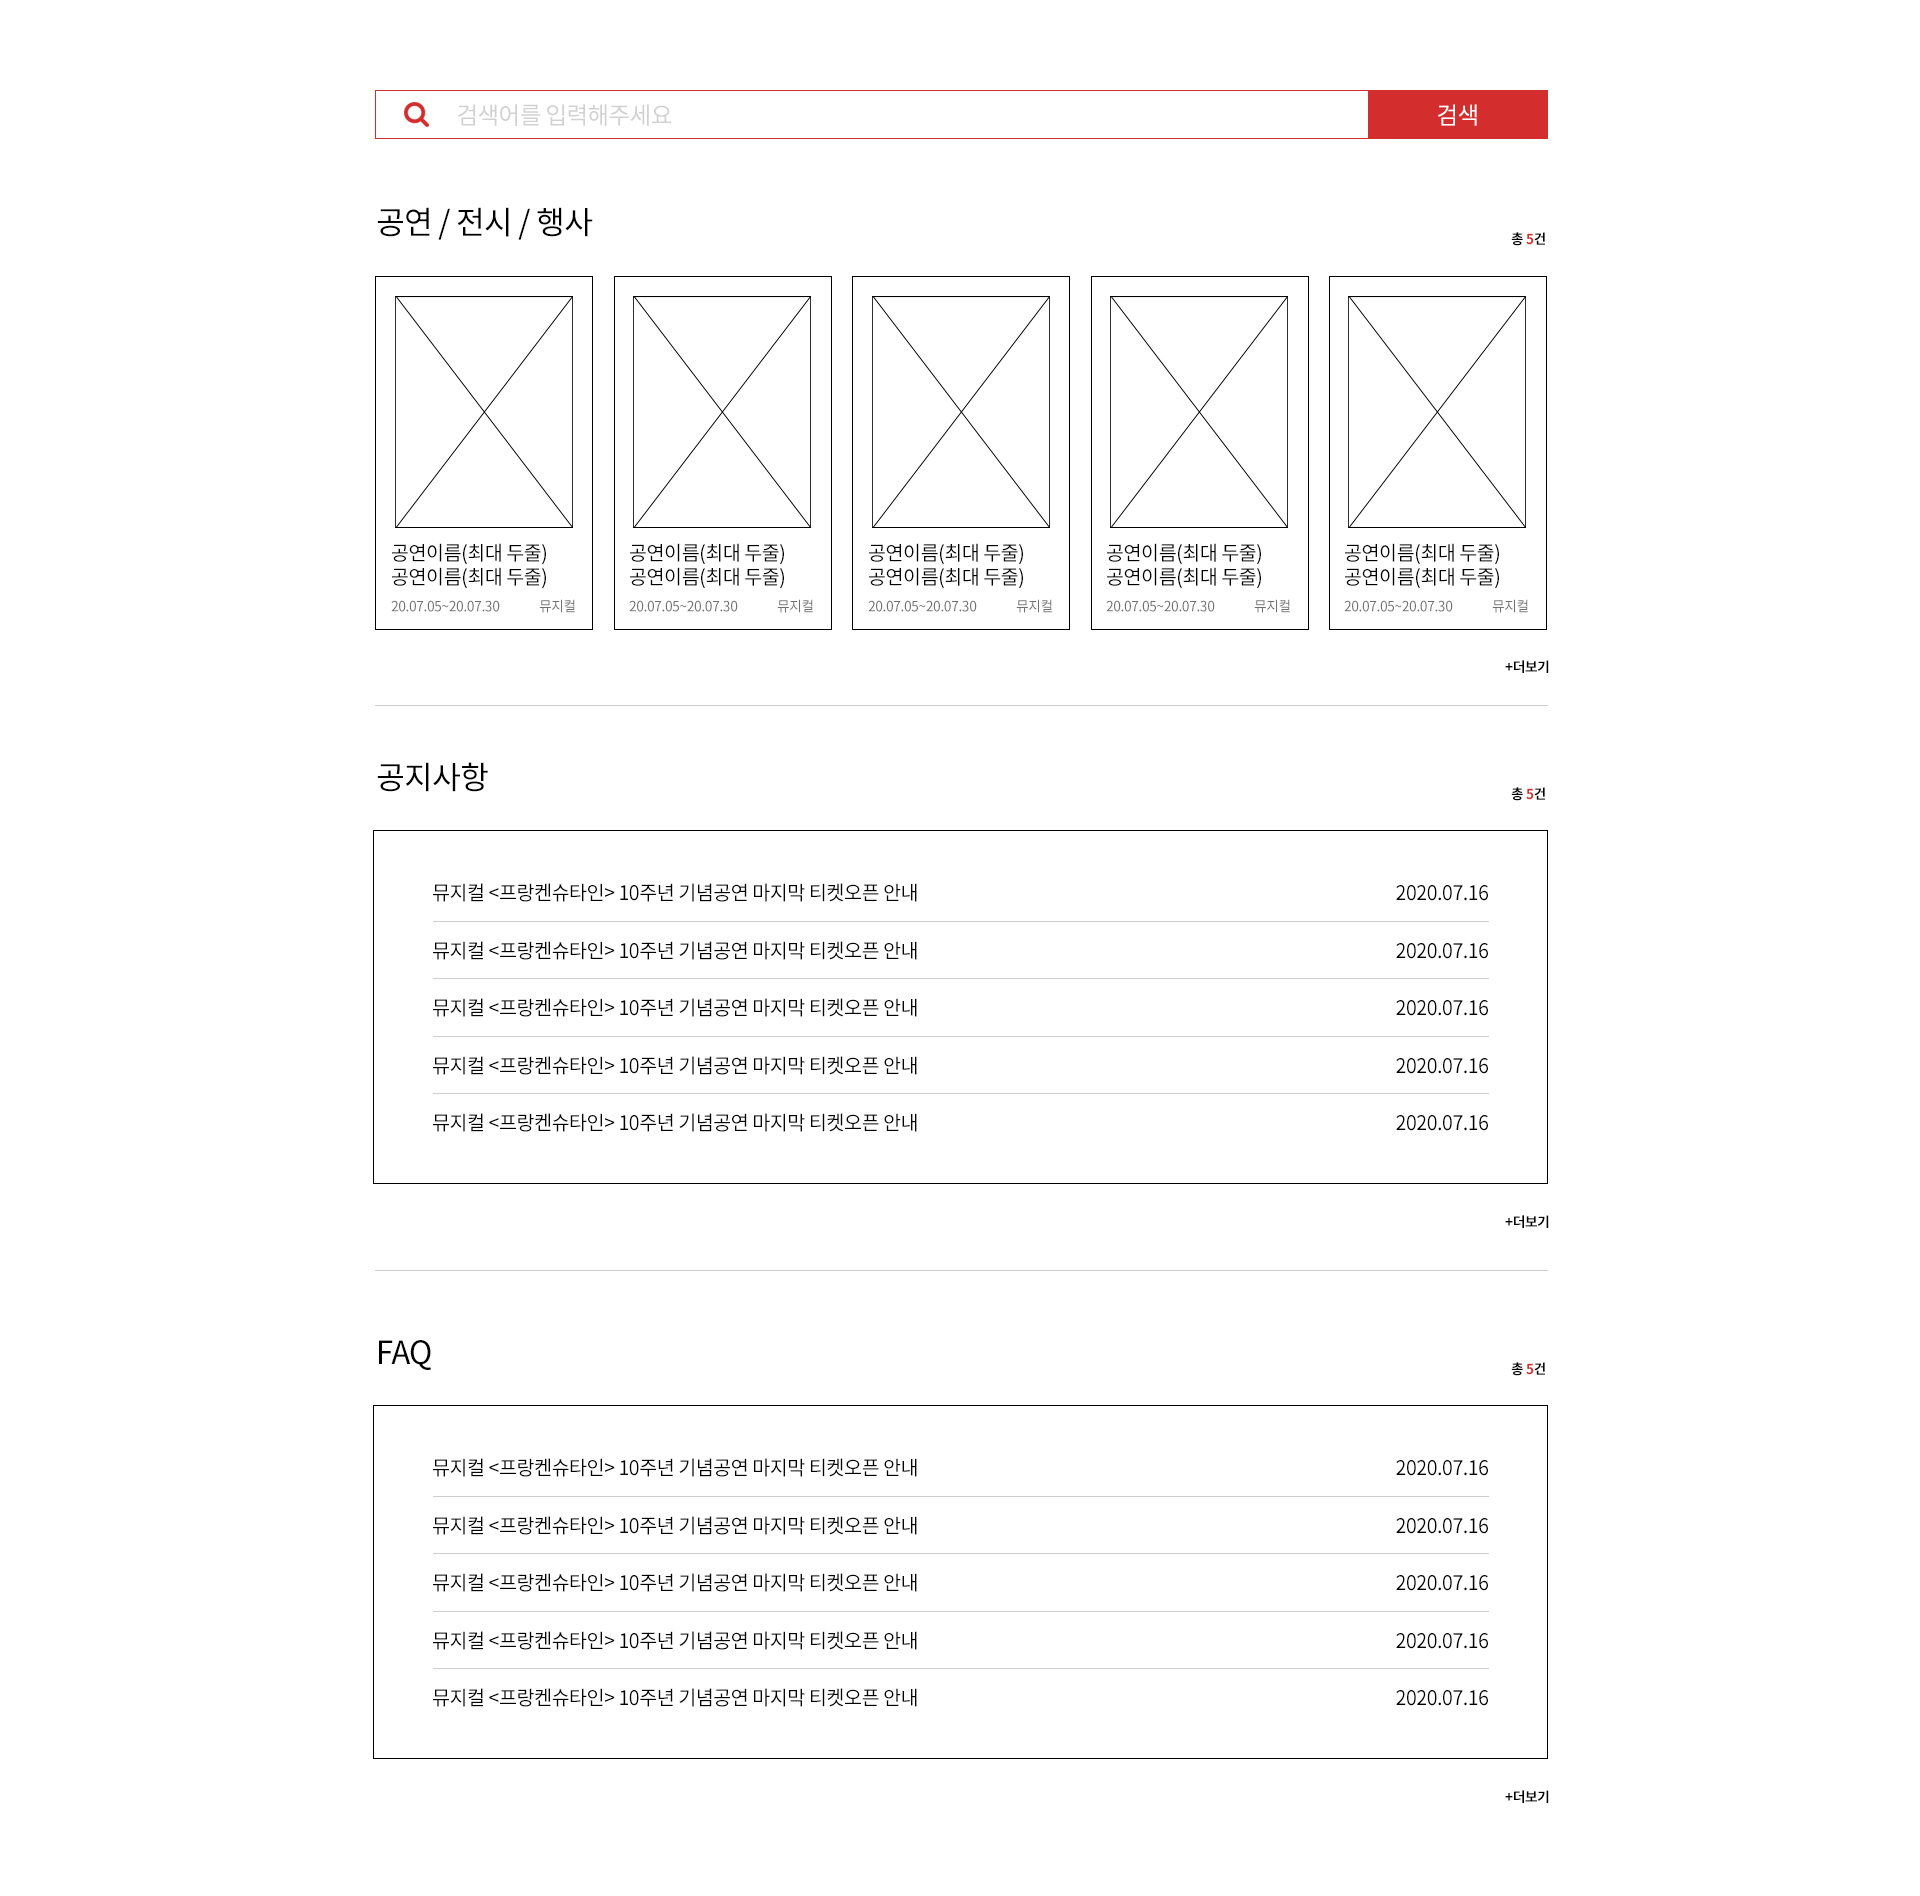 검색어를 입력해주세요
검색
공연 / 전시 / 행사
총 5건
공연이름(최대 두줄)
공연이름(최대 두줄)
20.07.05~20.07.30 뮤지컬
공연이름(최대 두줄)
공연이름(최대 두줄)
20.07.05~20.07.30 뮤지컬
공연이름(최대 두줄)
공연이름(최대 두줄)
20.07.05~20.07.30 뮤지컬
공연이름(최대 두줄)
공연이름(최대 두줄)
20.07.05~20.07.30 뮤지컬
공연이름(최대 두줄)
공연이름(최대 두줄)
20.07.05~20.07.30 뮤지컬
+더보기
공지사항
총 5건
뮤지컬 <프랑켄슈타인> 10주년 기념공연 마지막 티켓오픈 안내 2020.07.16
뮤지컬 <프랑켄슈타인> 10주년 기념공연 마지막 티켓오픈 안내 2020.07.16
뮤지컬 <프랑켄슈타인> 10주년 기념공연 마지막 티켓오픈 안내 2020.07.16
뮤지컬 <프랑켄슈타인> 10주년 기념공연 마지막 티켓오픈 안내 2020.07.16
뮤지컬 <프랑켄슈타인> 10주년 기념공연 마지막 티켓오픈 안내 2020.07.16
+더보기
FAQ
총 5건
뮤지컬 <프랑켄슈타인> 10주년 기념공연 마지막 티켓오픈 안내 2020.07.16
뮤지컬 <프랑켄슈타인> 10주년 기념공연 마지막 티켓오픈 안내 2020.07.16
뮤지컬 <프랑켄슈타인> 10주년 기념공연 마지막 티켓오픈 안내 2020.07.16
뮤지컬 <프랑켄슈타인> 10주년 기념공연 마지막 티켓오픈 안내 2020.07.16
뮤지컬 <프랑켄슈타인> 10주년 기념공연 마지막 티켓오픈 안내 2020.07.16
+더보기